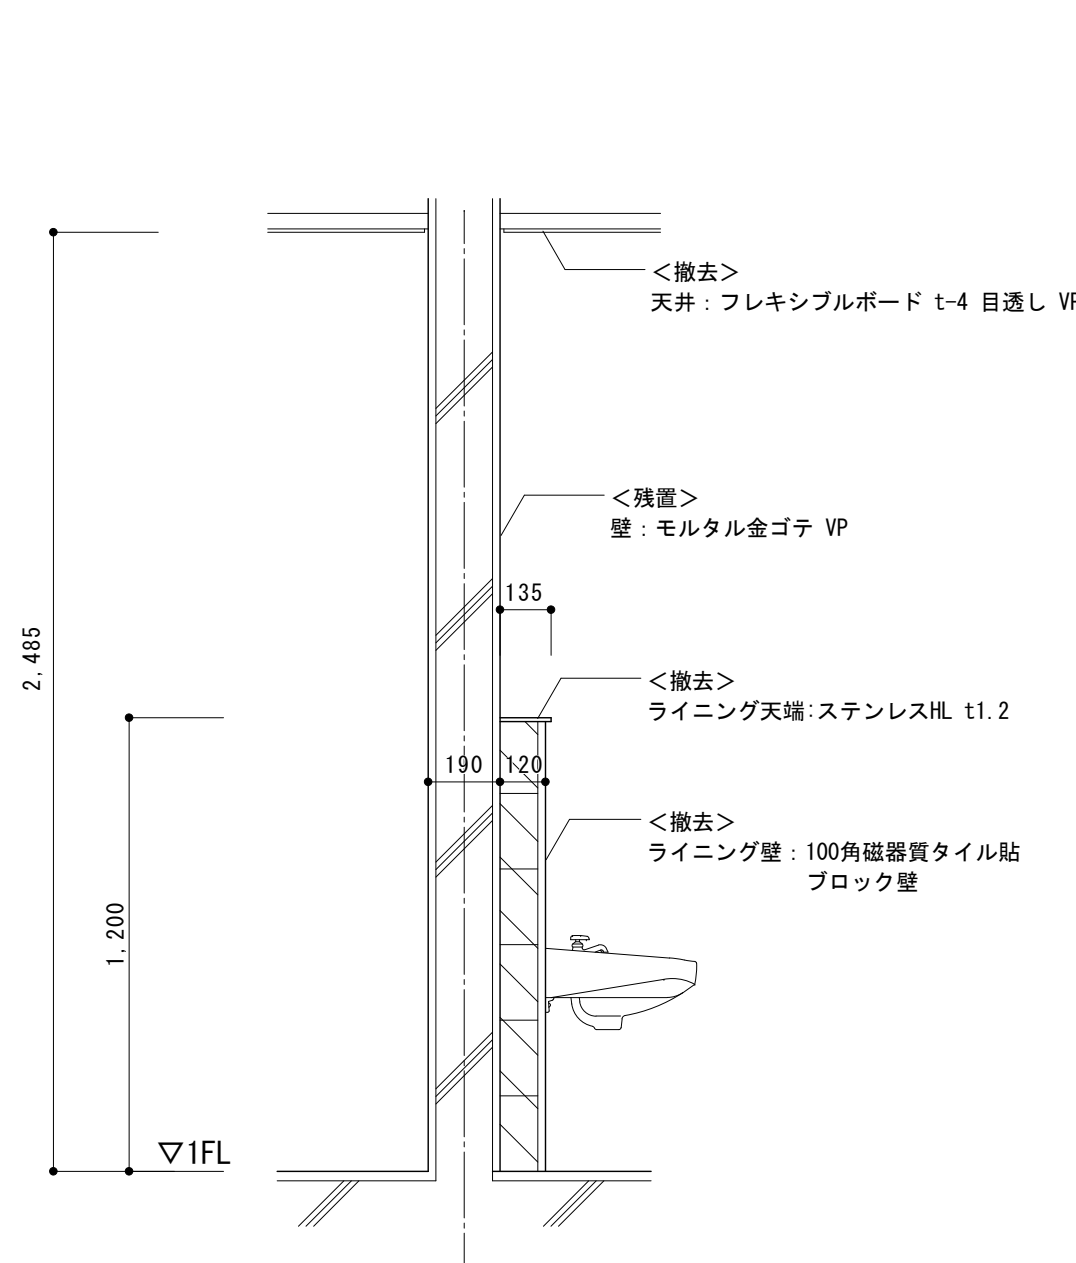 ＜撤去＞
天井：フレキシブルボード t-4 目透し VP
＜残置＞
壁：モルタル金ゴテ VP
135
2,485
＜撤去＞
ライニング天端:ステンレスHL t1.2
190
120
＜撤去＞
ライニング壁：100角磁器質タイル貼
ブロック壁
1,200
▽1FL